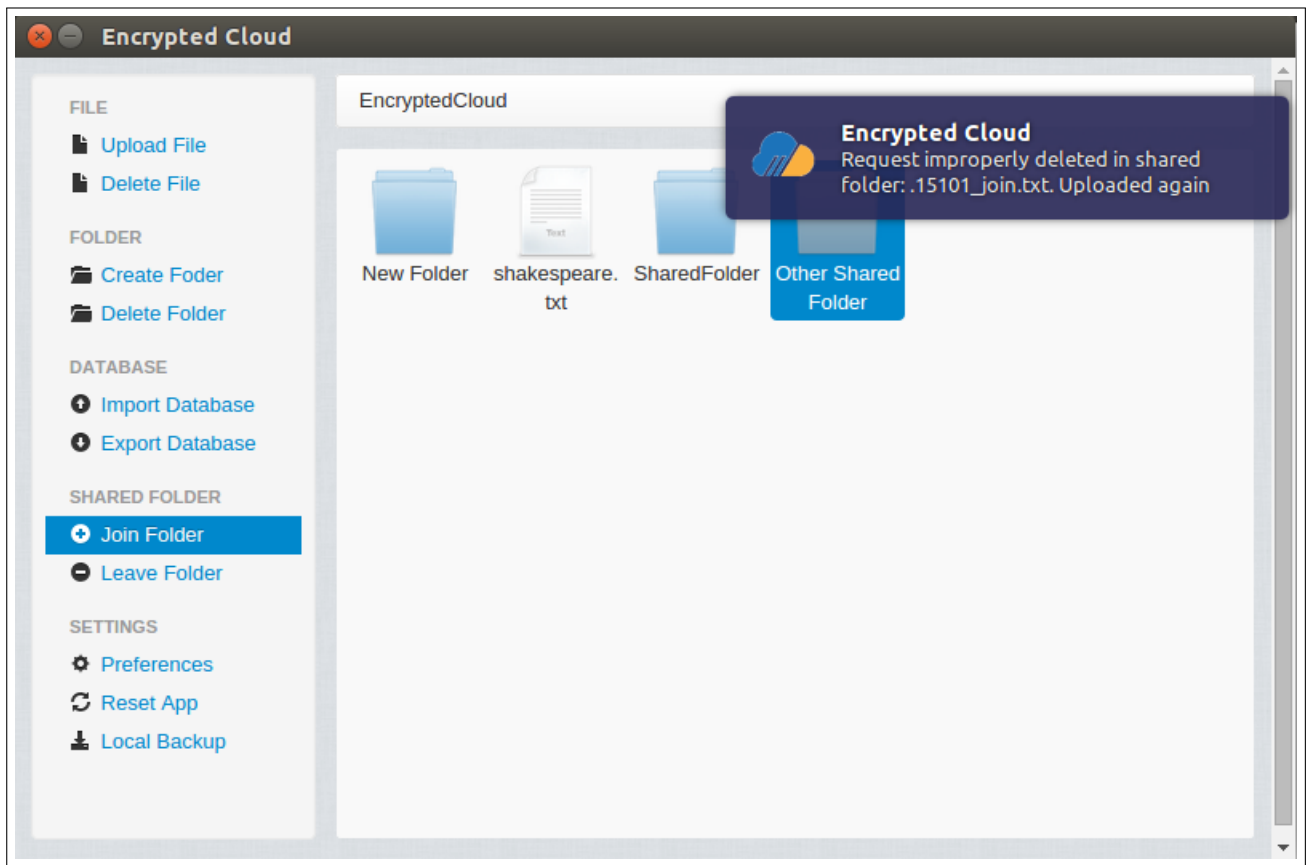 Encrypted Cloud
FILE
Upload File
Delete File
FOLDER
Create Foder
Delete Folder
DATABASE
Import Database
Export Database
SHARED FOLDER
Join Folder
Leave Folder
SETTINGS
Preferences
Reset App
Local Backup
EncryptedCloud
Encrypted Cloud
Request improperly deleted in shared
folder: .15101_join.txt. Uploaded again
Text
New Folder
shakespeare.
txt
SharedFolder
Other Shared
Folder